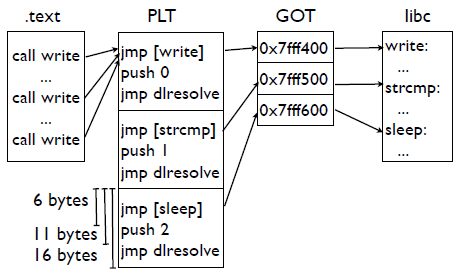 .text
PLT
GOT
libc
call write
...
call write
...
call write
jmp [write]
push 0
jmp dlresolve
jmp [strcmp]
push 1
jmp dlresolve
jmp [sleep]
push 2
jmp dlresolve
6 bytes
11 bytes
16 bytes
0x7fff400
0x7fff500
0x7fff600
write:
...
strcmp:
...
sleep:
...